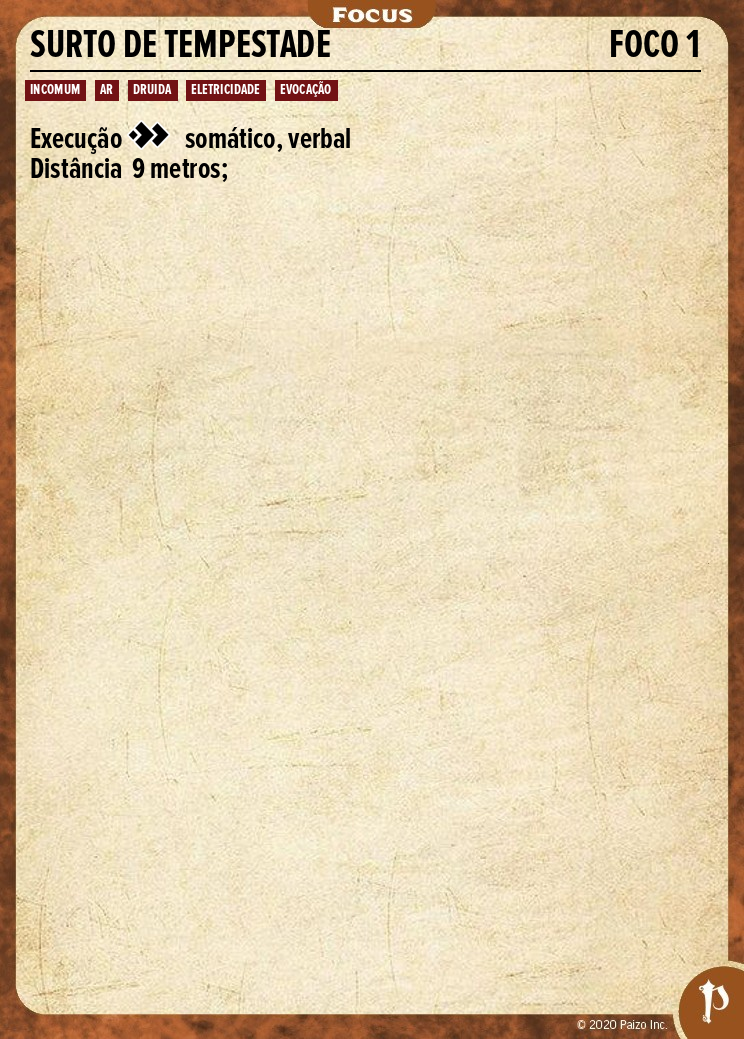 Focus
SURTO DE TEMPESTADE FOCO 1
INCOMUM AR DRUIDA ELETRICIDADE EVOCAÇÃO
Execução somático, verbal
Distância 9 metros;
© 2020 Paizo Inc.